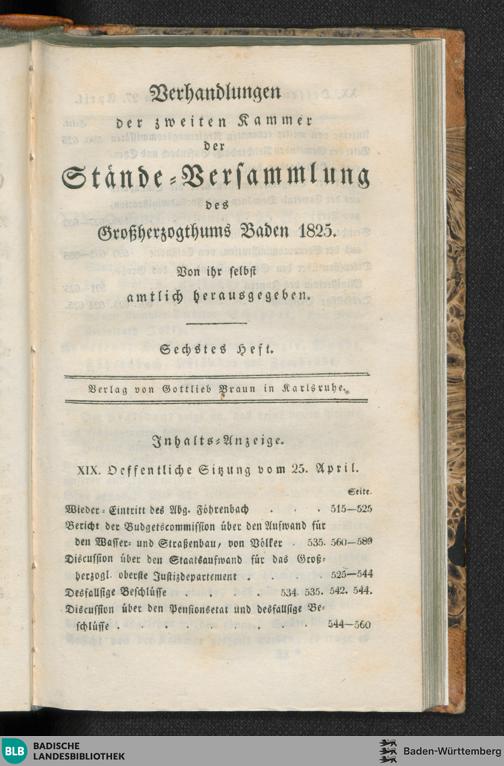 Verhandlungen
der zweiten Kammer
der
Stände-Versammlung
des
Großherzogthums Baden 1825.
Von ihr selbst
amtlich herausgegeben.
Sechstes Heft.
Verlag von Gottlieb Braun in Karlsruhe.
Inhalts-Anzeige.
XIX. Oeffentliche Sitzung vom 25. April.
Seite.
Wieder-Eintritt des Abg. Föhrenbach . . . 515—525
Bericht der Budgetscommission über den Aufwand für
den Wasser- und Straßenbau, von Völker . 535. 560—589
Discussion über den Staatsaufwand für das Groß-
herzogl. oberste Justizdepartement . . . . 525—544
Desfallsige Beschlüsse . . . . 534. 535. 542. 544.
Discussion über den Pensionsetat und desfallsige Be-
schlüsse . . . . . . . . 544—560
BLB BADISCHE
LANDESBIBLIOTHEK
Baden-Württemberg